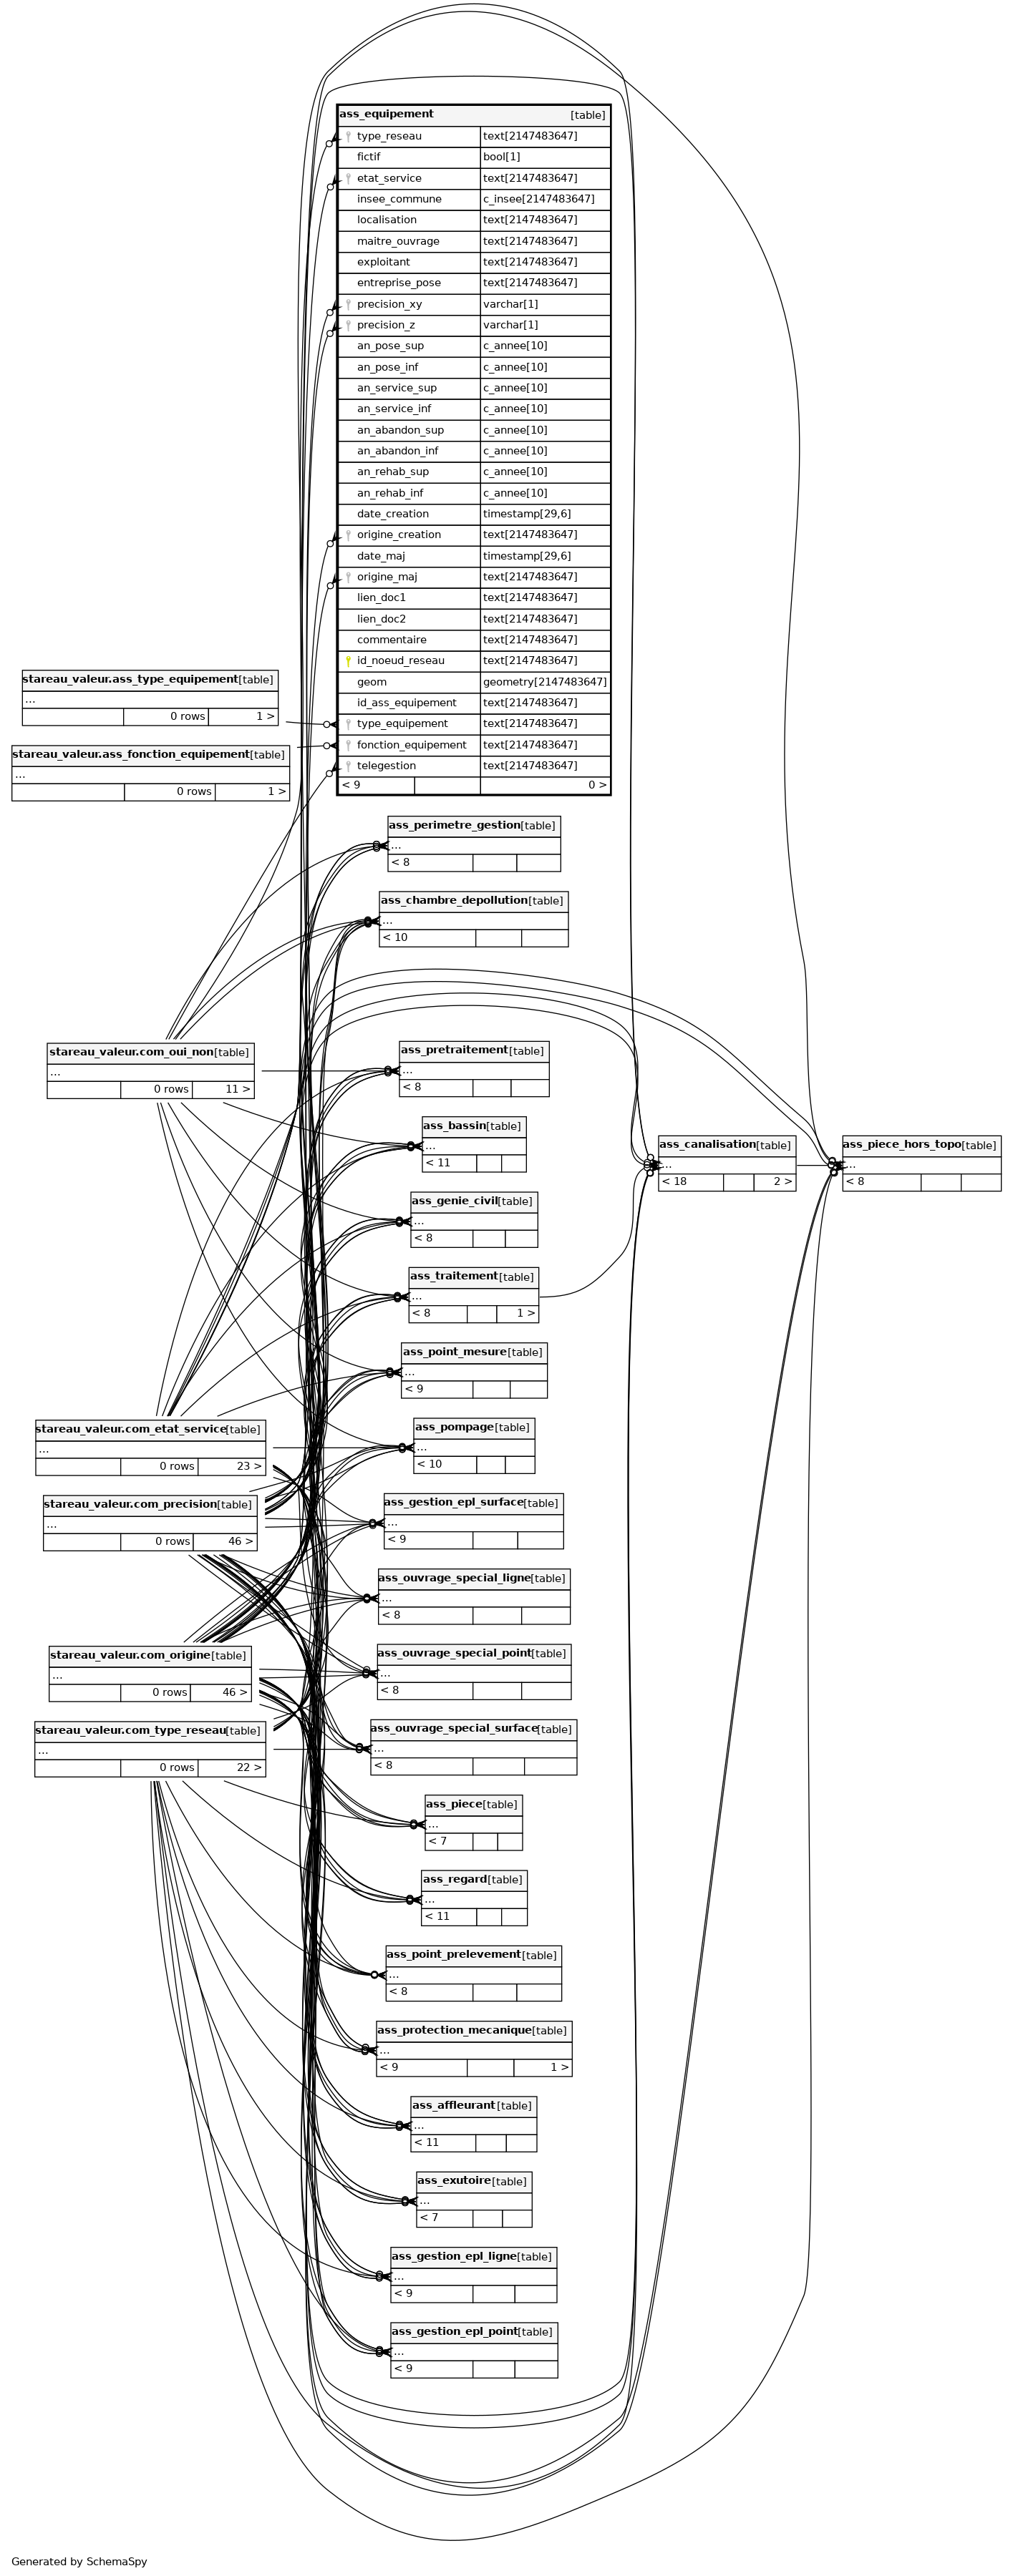 ass_equipement [table]
type_reseau text[2147483647]
fictif bool[1]
etat_service text[2147483647]
insee_commune c_insee[2147483647]
localisation text[2147483647]
maitre_ouvrage text[2147483647]
exploitant text[2147483647]
entreprise_pose text[2147483647]
precision_xy varchar[1]
precision_z varchar[1]
an_pose_sup c_annee[10]
an_pose_inf c_annee[10]
an_service_sup c_annee[10]
an_service_inf c_annee[10]
an_abandon_sup c_annee[10]
an_abandon_inf c_annee[10]
an_rehab_sup c_annee[10]
an_rehab_inf c_annee[10]
date_creation timestamp[29,6]
origine_creation text[2147483647]
date_maj timestamp[29,6]
origine_maj text[2147483647]
lien_doc1 text[2147483647]
lien_doc2 text[2147483647]
commentaire text[2147483647]
id_noeud_reseau text[2147483647]
geom geometry[2147483647]
id_ass_equipement text[2147483647]
type_equipement text[2147483647]
fonction_equipement text[2147483647]
telegestion text[2147483647]
< 9 0 >
stareau_valeur.ass_type_equipement [table]
...
0 rows 1 >
stareau_valeur.ass_fonction_equipement [table]
...
0 rows 1 >
ass_perimetre_gestion [table]
...
< 8
ass_chambre_depollution [table]
...
< 10
stareau_valeur.com_oui_non [table]
...
0 rows 11 >
ass_pretraitement [table]
...
< 8
ass_bassin [table]
...
< 11
ass_canalisation [table]
...
< 18 2 >
ass_piece_hors_topo [table]
...
< 8
ass_genie_civil [table]
...
< 8
ass_traitement [table]
...
< 8 1 >
ass_point_mesure [table]
...
< 9
stareau_valeur.com_etat_service [table]
...
0 rows 23 >
ass_pompage [table]
...
< 10
stareau_valeur.com_precision [table]
...
0 rows 46 >
ass_gestion_epl_surface [table]
...
< 9
ass_ouvrage_special_ligne [table]
...
< 8
stareau_valeur.com_origine [table]
...
0 rows 46 >
ass_ouvrage_special_point [table]
...
< 8
stareau_valeur.com_type_reseau [table]
...
0 rows 22 >
ass_ouvrage_special_surface [table]
...
< 8
ass_piece [table]
...
< 7
ass_regard [table]
...
< 11
ass_point_prelevement [table]
...
< 8
ass_protection_mecanique [table]
...
< 9 1 >
ass_affleurant [table]
...
< 11
ass_exutoire [table]
...
< 7
ass_gestion_epl_ligne [table]
...
< 9
ass_gestion_epl_point [table]
...
< 9
Generated by SchemaSpy